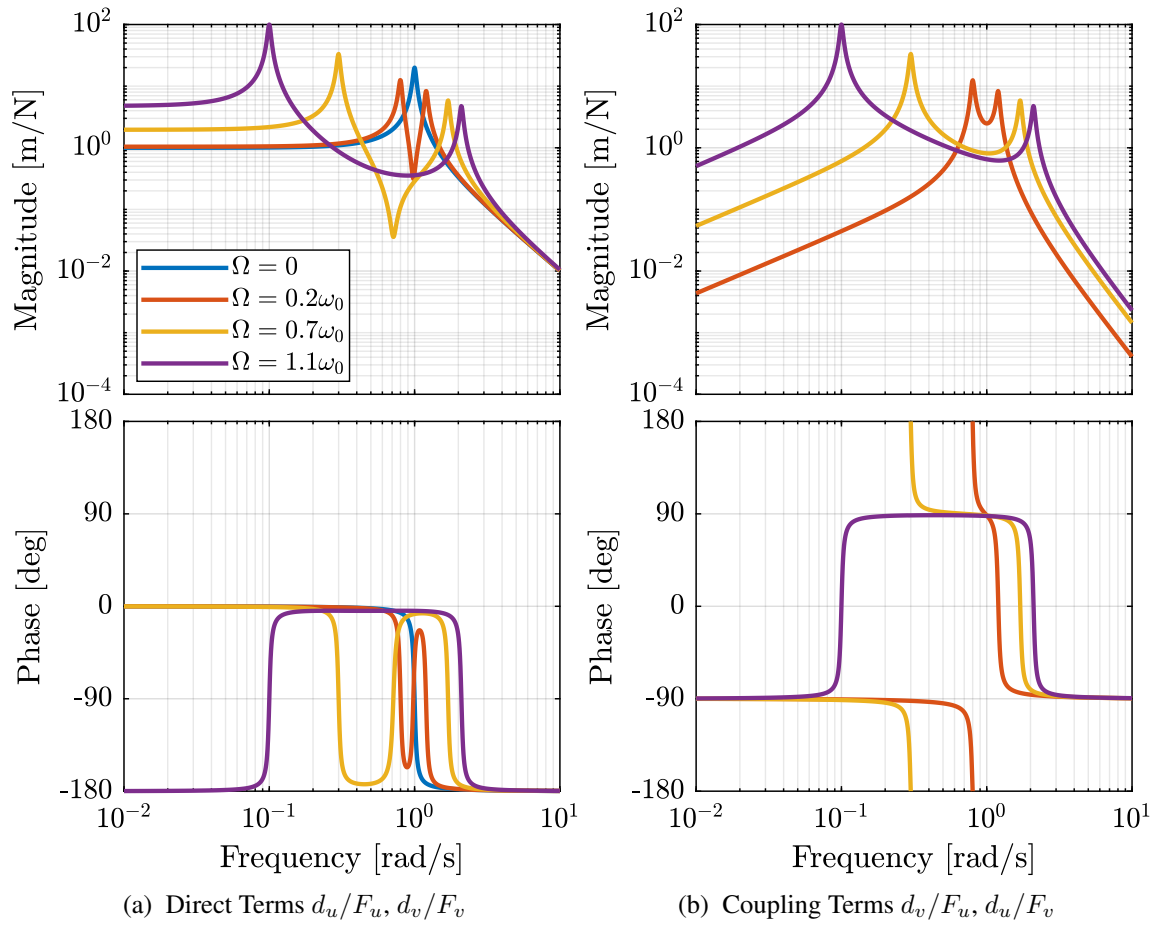 10^2
10^0
10^−2
10^−4
Magnitude [m/N]
Ω = 0
Ω = 0.2ω_0
Ω = 0.7ω_0
Ω = 1.1ω_0
10^2
10^0
10^−2
10^−4
Magnitude [m/N]
180
90
0
-90
-180
Phase [deg]
10^−2
10^−1
10^0
10^1
Frequency [rad/s]
180
90
0
-90
-180
Phase [deg]
10^−2
10^−1
10^0
10^1
Frequency [rad/s]
(a) Direct Terms d_u/F_u, d_v/F_v
(b) Coupling Terms d_v/F_u, d_u/F_v